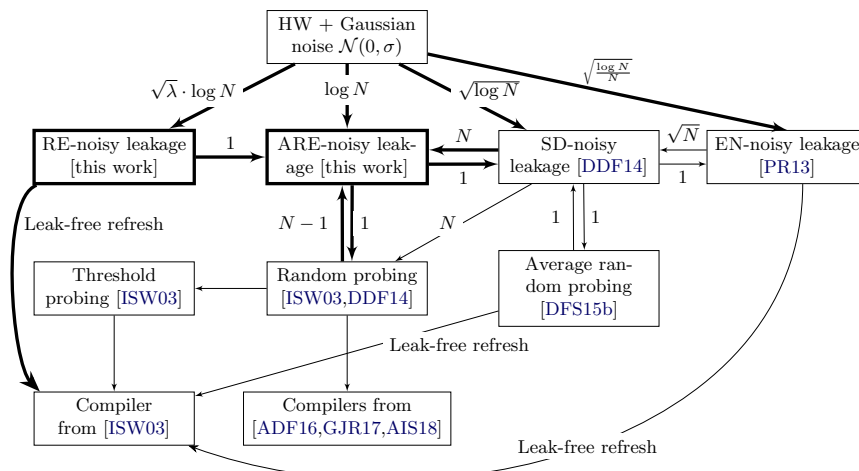 HW + Gaussian
noise 𝒩(0, σ)
√λ · log N
log N
√log N
√(log N / N)
RE-noisy leakage
[this work]
1
ARE-noisy leak-
age [this work]
N
1
SD-noisy
leakage [DDF14]
√N
1
EN-noisy leakage
[PR13]
Leak-free refresh
N − 1
1
N
1
1
Threshold
probing [ISW03]
Random probing
[ISW03,DDF14]
Average ran-
dom probing
[DFS15b]
Leak-free refresh
Compiler
from [ISW03]
Compilers from
[ADF16,GJR17,AIS18]
Leak-free refresh